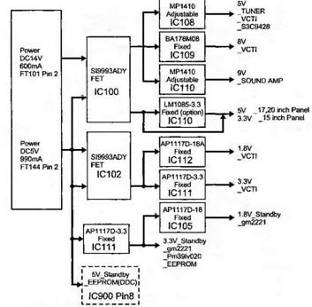 Power
DC14V
600mA
FT101 Pin 2
Power
DC5V
990mA
FT144 Pin 2
SI9993ADY
FET
IC100
SI9993ADY
FET
IC102
AP1117D-3.3
Fixed
IC111
5V_Standby
_EEPROM(DDC)
IC900 Pin8
MP1410
Adjustable
IC108
BA178M08
Fixed
IC109
MP1410
Adjustable
IC110
LM1085-3.3
Fixed (option)
IC110
AP1117D-18A
Fixed
IC112
AP1117D-3.3
Fixed
IC111
AP1117D-18
Fixed
IC105
5V
_TUNER
_VCTi
_S3C9428
8V
_VCTi
9V
_SOUND AMP
5V _17,20 inch Panel
3.3V _15 inch Panel
1.8V
_VCTI
3.3V
_VCTI
1.8V_Standby
_gm2221
3.3V_Standby
_gm2221
_Pm39lv020
_EEPROM